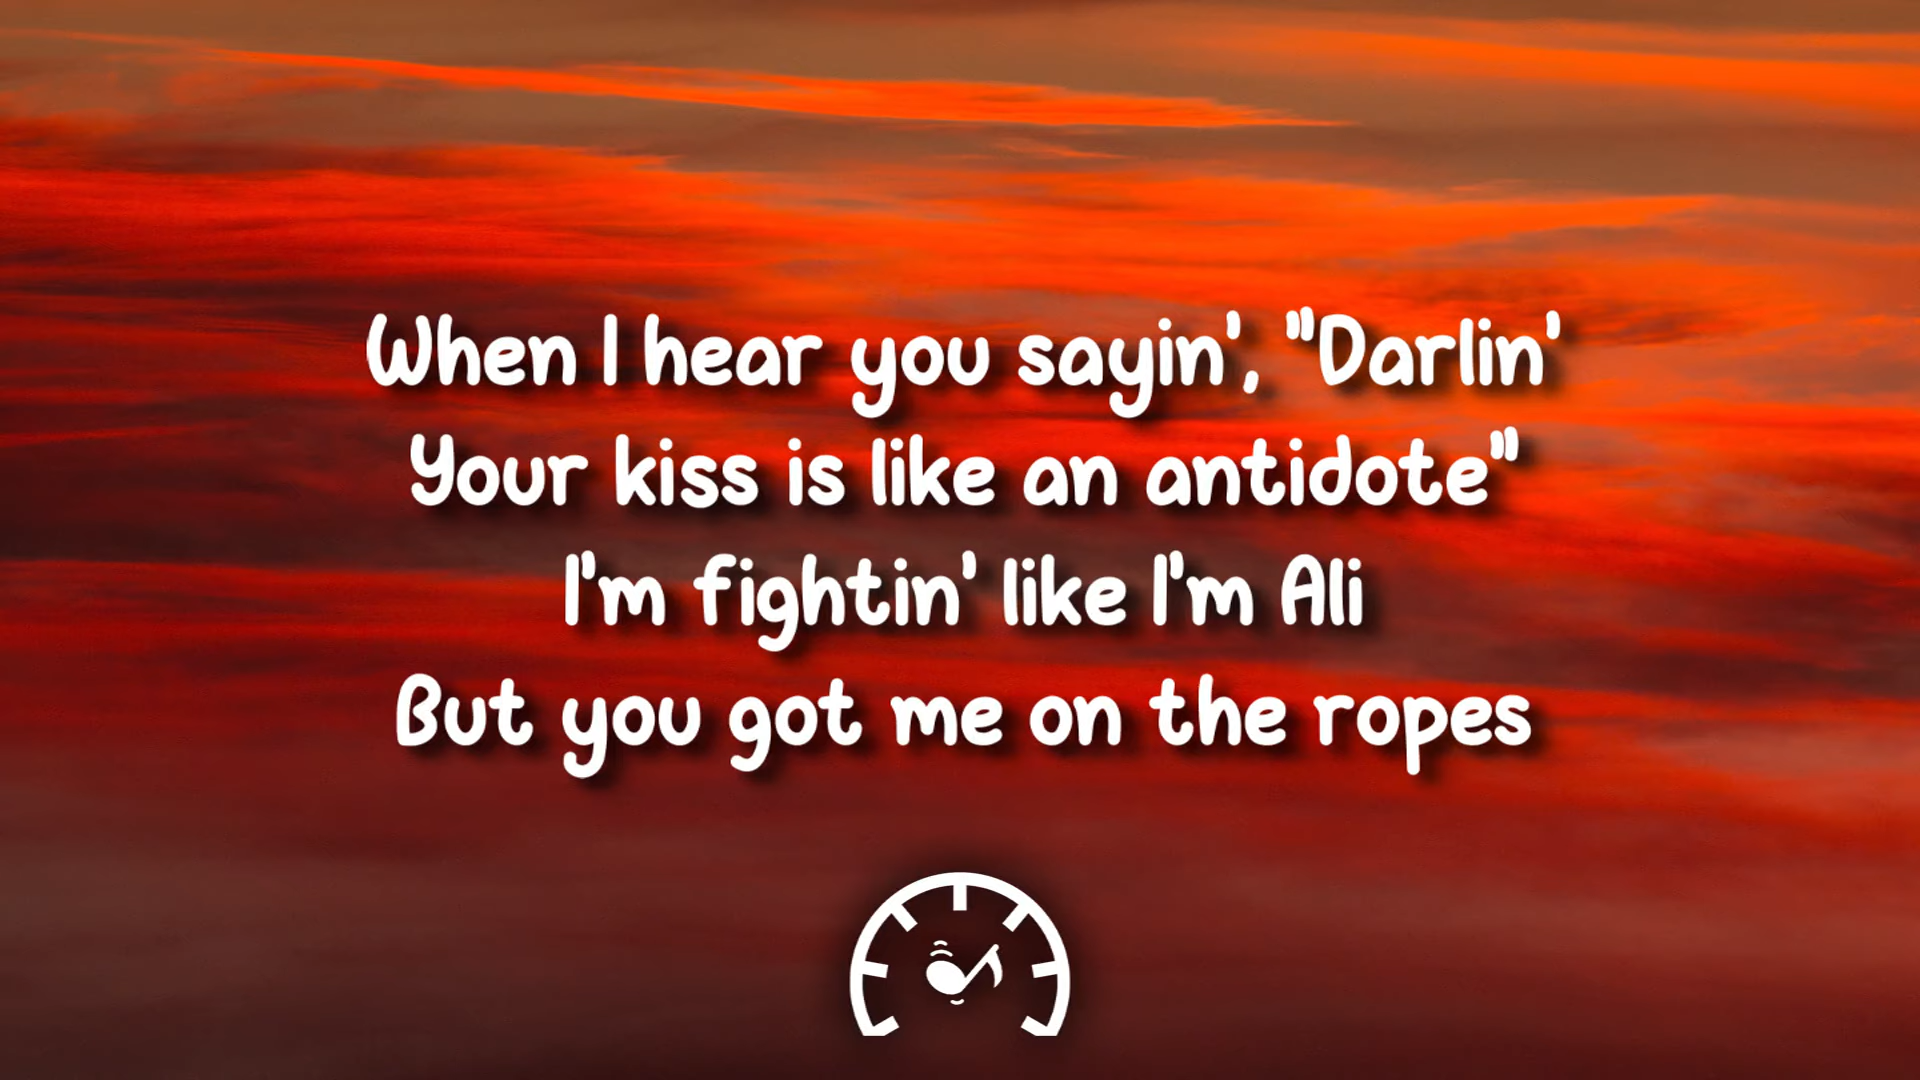 When I hear you sayin', "Darlin'
Your kiss is like an antidote"
I'm fightin' like I'm Ali
But you got me on the ropes